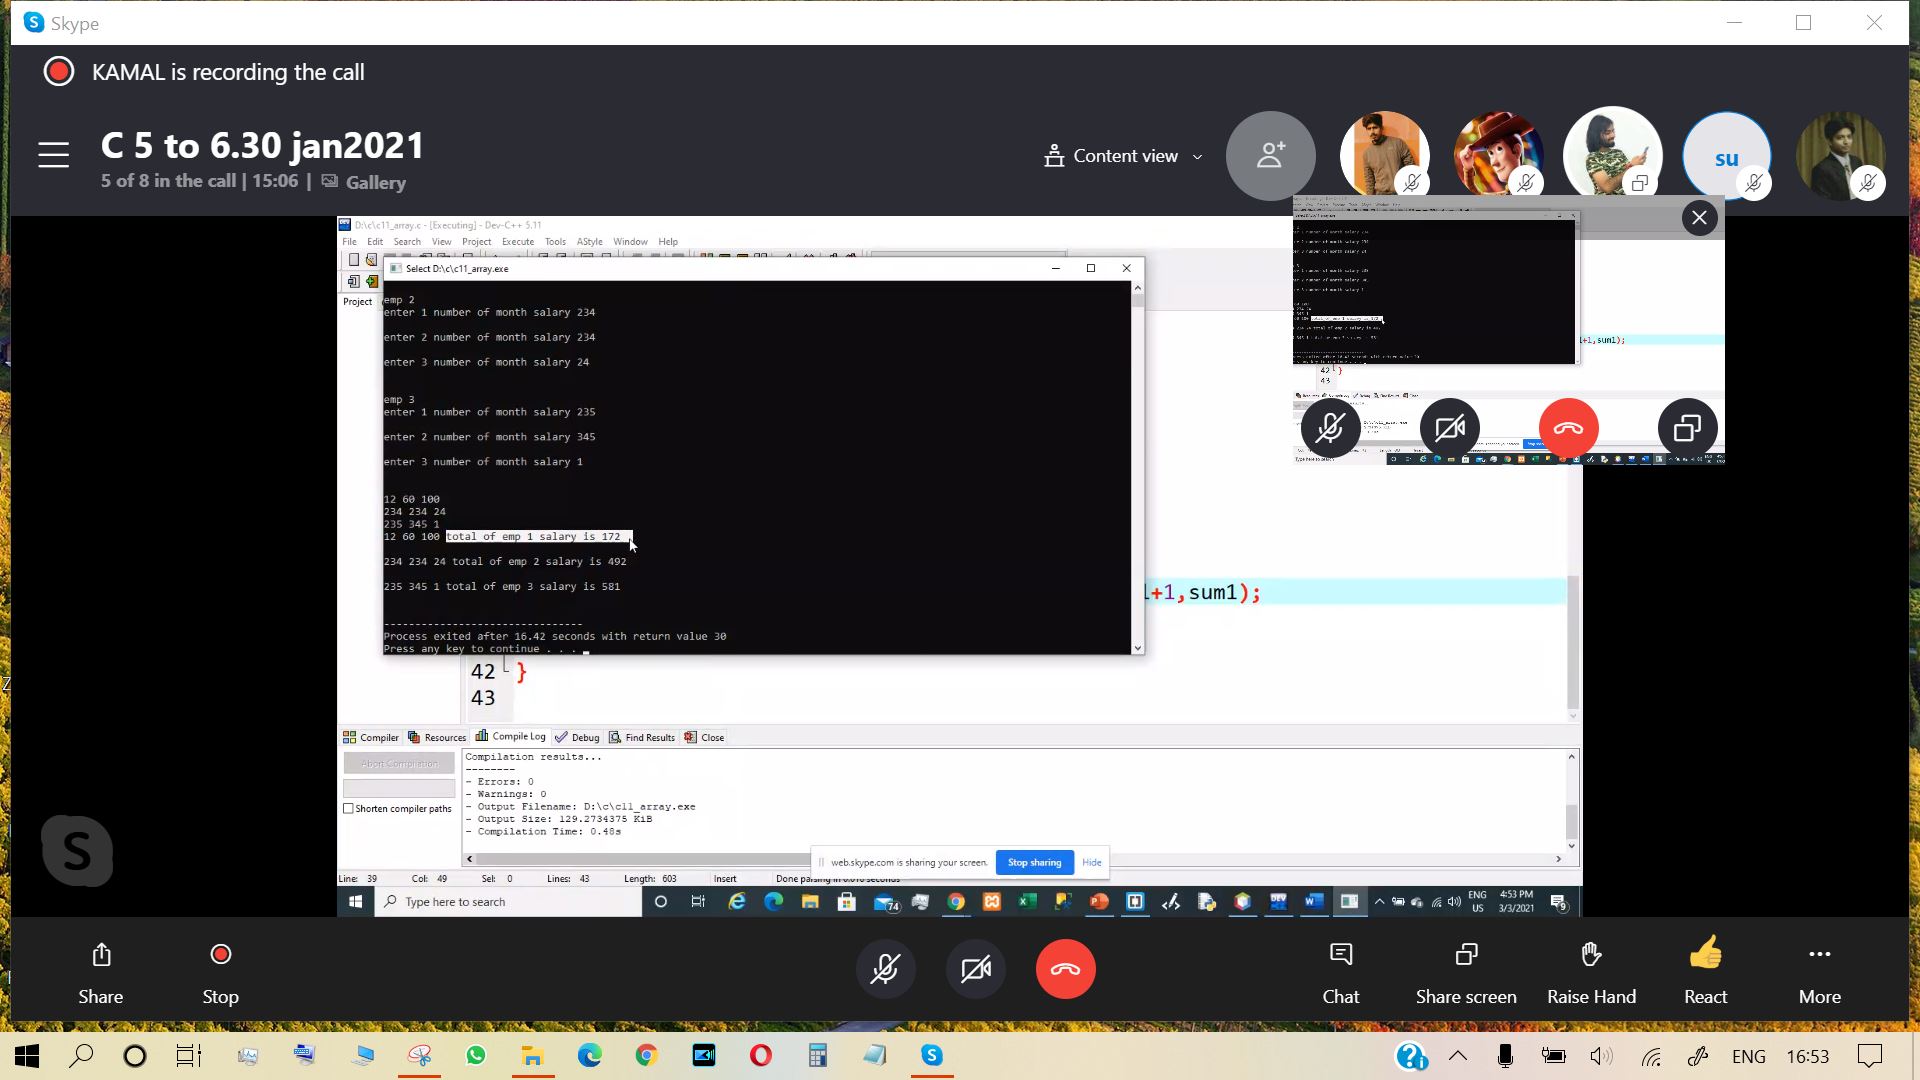 Skype
KAMAL is recording the call
C 5 to 6.30 jan2021
5 of 8 in the call | 15:06 | Gallery
Content view
su
D:\c\c11_array.c - [Executing] - Dev-C++ 5.11
File Edit Search View Project Execute Tools AStyle Window Help
Select D:\c\c11_array.exe
Project
emp 2
enter 1 number of month salary 234
enter 2 number of month salary 234
enter 3 number of month salary 24
emp 3
enter 1 number of month salary 235
enter 2 number of month salary 345
enter 3 number of month salary 1
12 60 100
234 234 24
235 345 1
12 60 100 total of emp 1 salary is 172
234 234 24 total of emp 2 salary is 492
235 345 1 total of emp 3 salary is 581
--------------------------------
Process exited after 16.42 seconds with return value 30
Press any key to continue . . .
+1,sum1);
42 }
43
+1,sum1);
42 }
43
Compiler Resources Compile Log Debug Find Results Close
Abort Compilation
Shorten compiler paths
Compilation results...
--------
- Errors: 0
- Warnings: 0
- Output Filename: D:\c\c11_array.exe
- Output Size: 129.2734375 KiB
- Compilation Time: 0.48s
web.skype.com is sharing your screen. Stop sharing Hide
Line: 39 Col: 49 Sel: 0 Lines: 43 Length: 603 Insert Done parsing in 0.016 seconds
Type here to search
74
DEV
ENG
US
4:53 PM
3/3/2021
9
Share
Stop
Chat
Share screen
Raise Hand
React
More
ENG 16:53